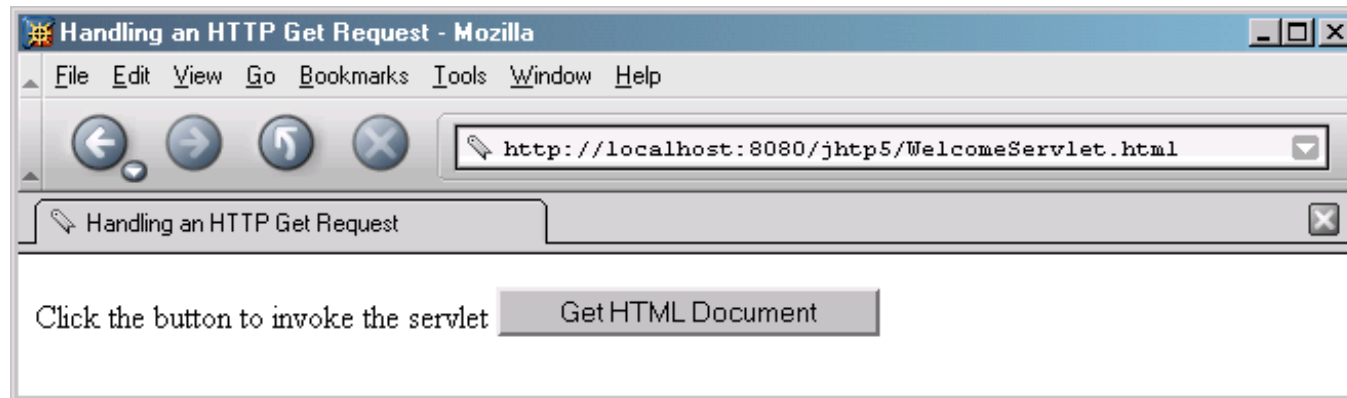 Handling an HTTP Get Request - Mozilla
File Edit View Go Bookmarks Tools Window Help
http://localhost:8080/jhtp5/WelcomeServlet.html
Handling an HTTP Get Request
Click the button to invoke the servlet Get HTML Document